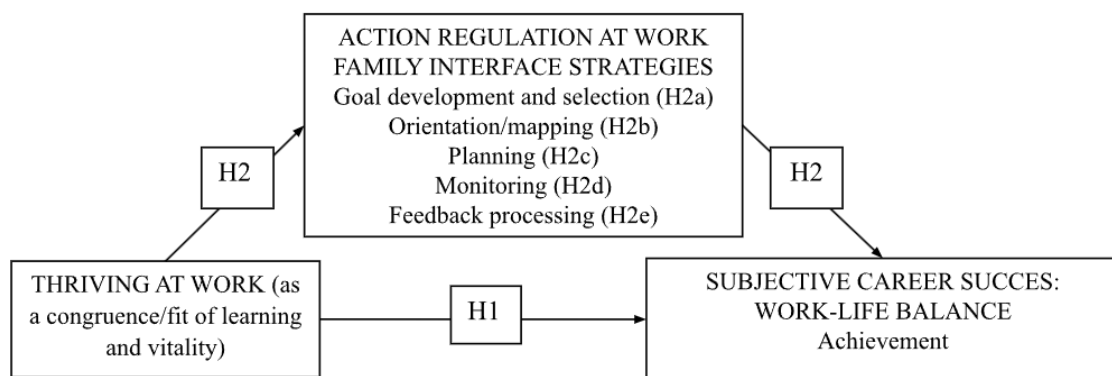 ACTION REGULATION AT WORK
FAMILY INTERFACE STRATEGIES
Goal development and selection (H2a)
Orientation/mapping (H2b)
Planning (H2c)
Monitoring (H2d)
Feedback processing (H2e)
H2
H2
THRIVING AT WORK (as
a congruence/fit of learning
and vitality)
H1
SUBJECTIVE CAREER SUCCES:
WORK-LIFE BALANCE
Achievement